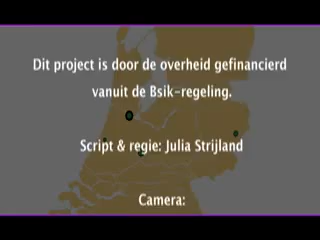 Dit project is door de overheid gefinancierd
vanuit de Bsik-regeling.
Script & regie: Julia Strijland
Camera: